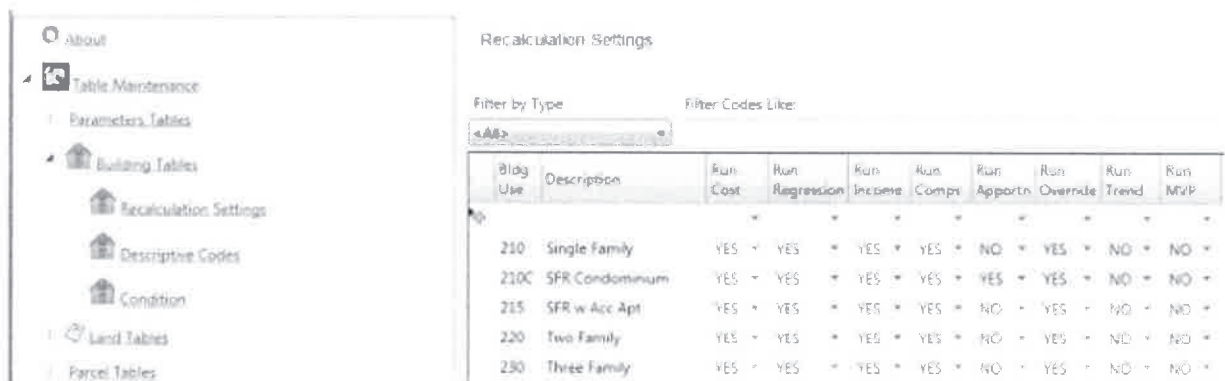 About
Table Maintenance
Parameters Tables
Building Tables
Recalculation Settings
Descriptive Codes
Condition
Land Tables
Parcel Tables
Recalculation Settings
Filter by Type Filter Codes Like:
<All>
Bldg Use Description Run Cost Run Regression Run Income Run Comps Run Apportn Run Override Run Trend Run MVP
210 Single Family YES YES YES YES NO YES NO NO
210C SFR Condominium YES YES YES YES YES YES NO NO
215 SFR w Acc Apt YES YES YES YES NO YES NO NO
220 Two Family YES YES YES YES NO YES NO NO
230 Three Family YES YES YES YES NO YES NO NO